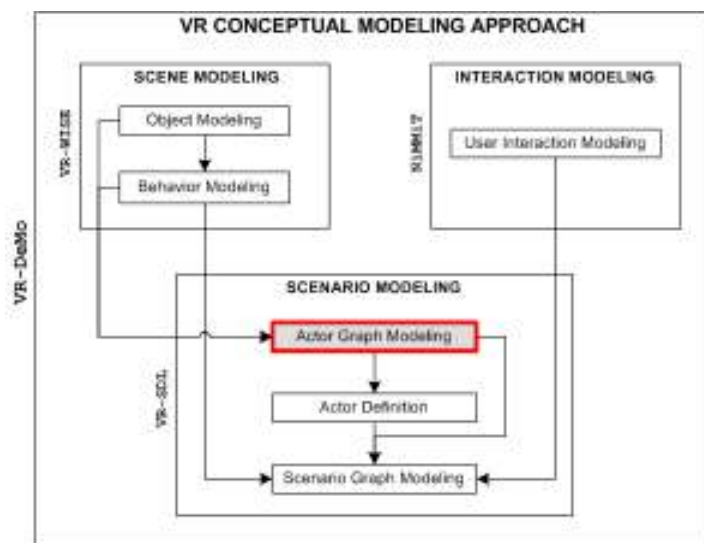 VR CONCEPTUAL MODELING APPROACH
SCENE MODELING
INTERACTION MODELING
Object Modeling
User Interaction Modeling
VR-WISE
NiMMiT
Behavior Modeling
VR-DeMo
SCENARIO MODELING
Actor Graph Modeling
VR-SDL
Actor Definition
Scenario Graph Modeling